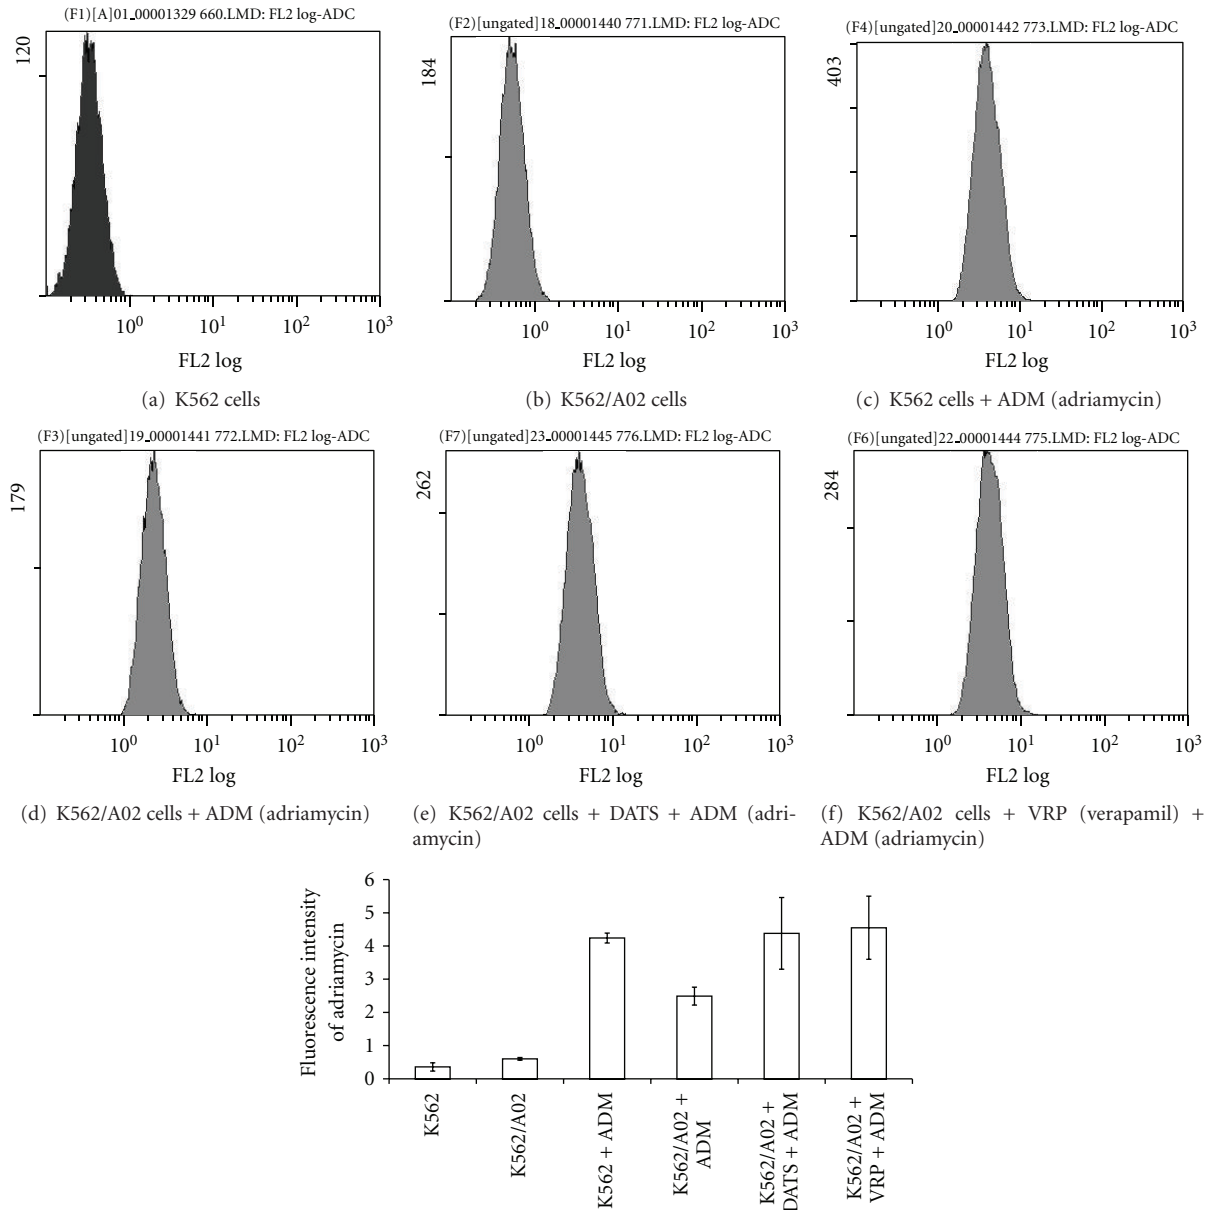 (F1)[A]01_00001329 660.LMD: FL2 log-ADC
120
10^0 10^1 10^2 10^3
FL2 log
(a) K562 cells
(F2)[ungated]18_00001440 771.LMD: FL2 log-ADC
184
10^0 10^1 10^2 10^3
FL2 log
(b) K562/A02 cells
(F4)[ungated]20_00001442 773.LMD: FL2 log-ADC
403
10^0 10^1 10^2 10^3
FL2 log
(c) K562 cells + ADM (adriamycin)
(F3)[ungated]19_00001441 772.LMD: FL2 log-ADC
179
10^0 10^1 10^2 10^3
FL2 log
(d) K562/A02 cells + ADM (adriamycin)
(F7)[ungated]23_00001445 776.LMD: FL2 log-ADC
262
10^0 10^1 10^2 10^3
FL2 log
(e) K562/A02 cells + DATS + ADM (adri-
amycin)
(F6)[ungated]22_00001444 775.LMD: FL2 log-ADC
284
10^0 10^1 10^2 10^3
FL2 log
(f) K562/A02 cells + VRP (verapamil) +
ADM (adriamycin)
Fluorescence intensity
of adriamycin
6
5
4
3
2
1
0
K562
K562/A02
K562 + ADM
K562/A02 +
ADM
K562/A02 +
DATS + ADM
K562/A02 +
VRP + ADM